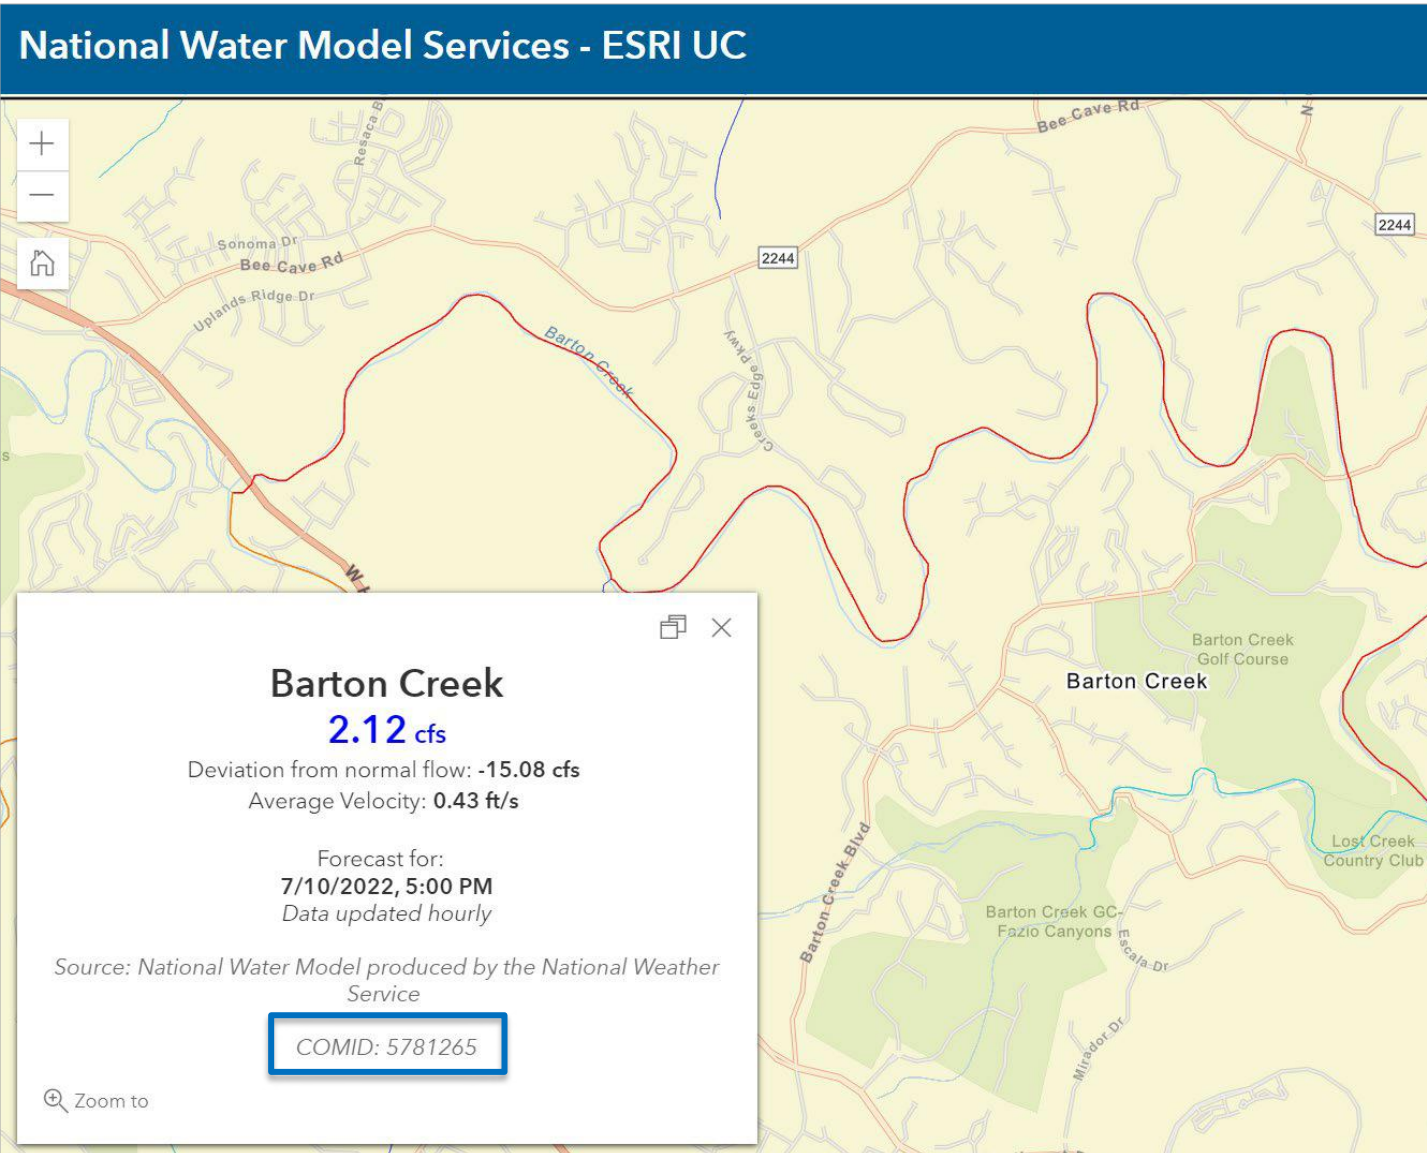 National Water Model Services - ESRI UC
Resaca B
Bee Cave Rd
N
2244
Sonoma Dr
Bee Cave Rd
2244
Uplands Ridge Dr
Barton Creek
Creeks Edge Pkwy
s
W H
Barton Creek
Golf Course
Barton Creek
Lost Creek
Country Club
Barton Creek Blvd
Barton Creek GC-
Fazio Canyons
Escala Dr
Mirador Dr
Barton Creek
2.12 cfs
Deviation from normal flow: -15.08 cfs
Average Velocity: 0.43 ft/s
Forecast for:
7/10/2022, 5:00 PM
Data updated hourly
Source: National Water Model produced by the National Weather
Service
COMID: 5781265
Zoom to